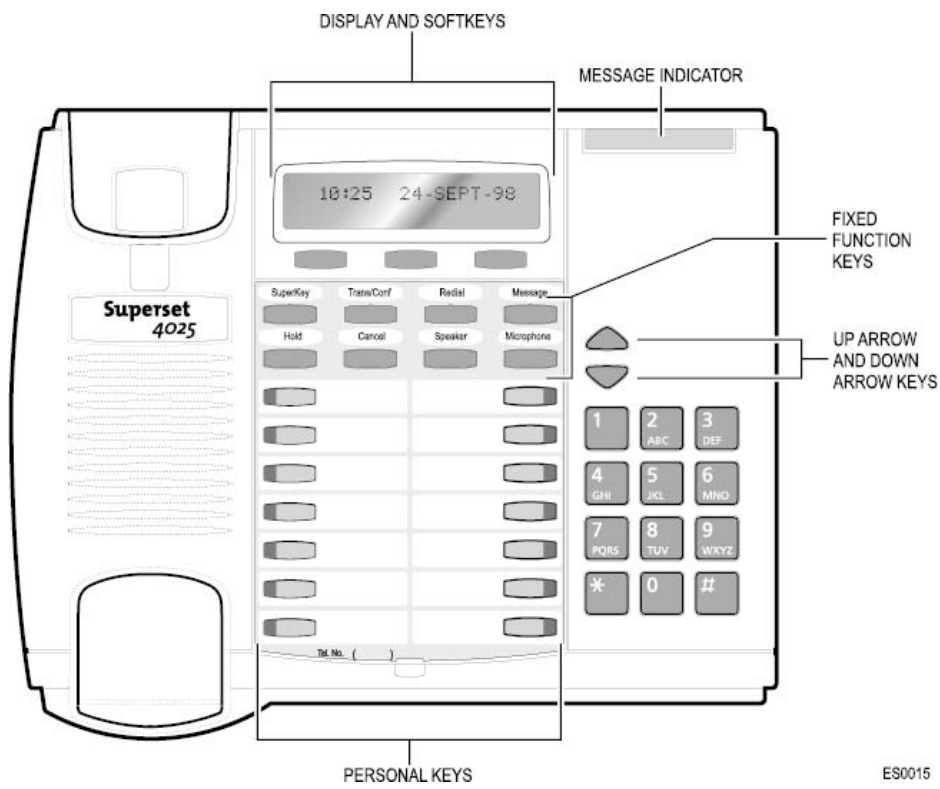 DISPLAY AND SOFTKEYS
MESSAGE INDICATOR
10:25 24-SEPT-98
FIXED
FUNCTION
KEYS
SuperKey Trans/Conf Redial Message
Superset
4025
Hold Cancel Speaker Microphone
UP ARROW
AND DOWN
ARROW KEYS
1 2 ABC 3 DEF
4 GHI 5 JKL 6 MNO
7 PQRS 8 TUV 9 WXYZ
* 0 #
Tel. No. ( )
PERSONAL KEYS
ES0015